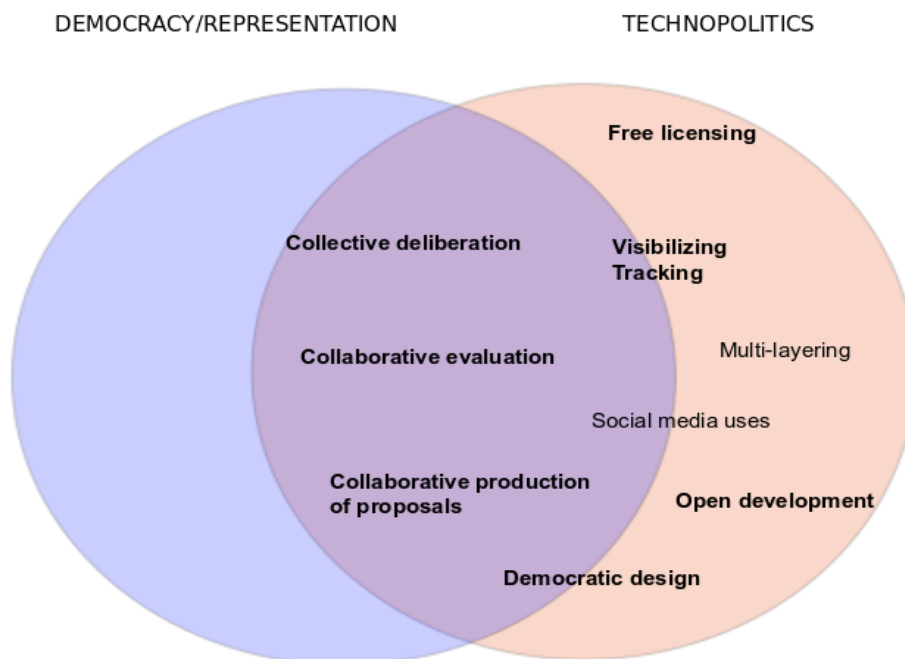 DEMOCRACY/REPRESENTATION
TECHNOPOLITICS
Free licensing
Collective deliberation
Visibilizing
Tracking
Multi-layering
Collaborative evaluation
Social media uses
Collaborative production
of proposals
Open development
Democratic design